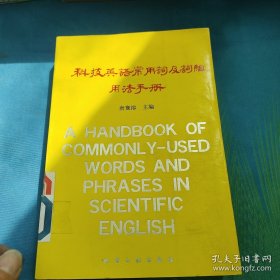 科技英语常用词及词组
用法手册
主编
A HANDBOOK OF
COMMONLY-USED
WORDS AND
PHRASES IN
SCIENTIFIC
ENGLISH
孔夫子旧书网